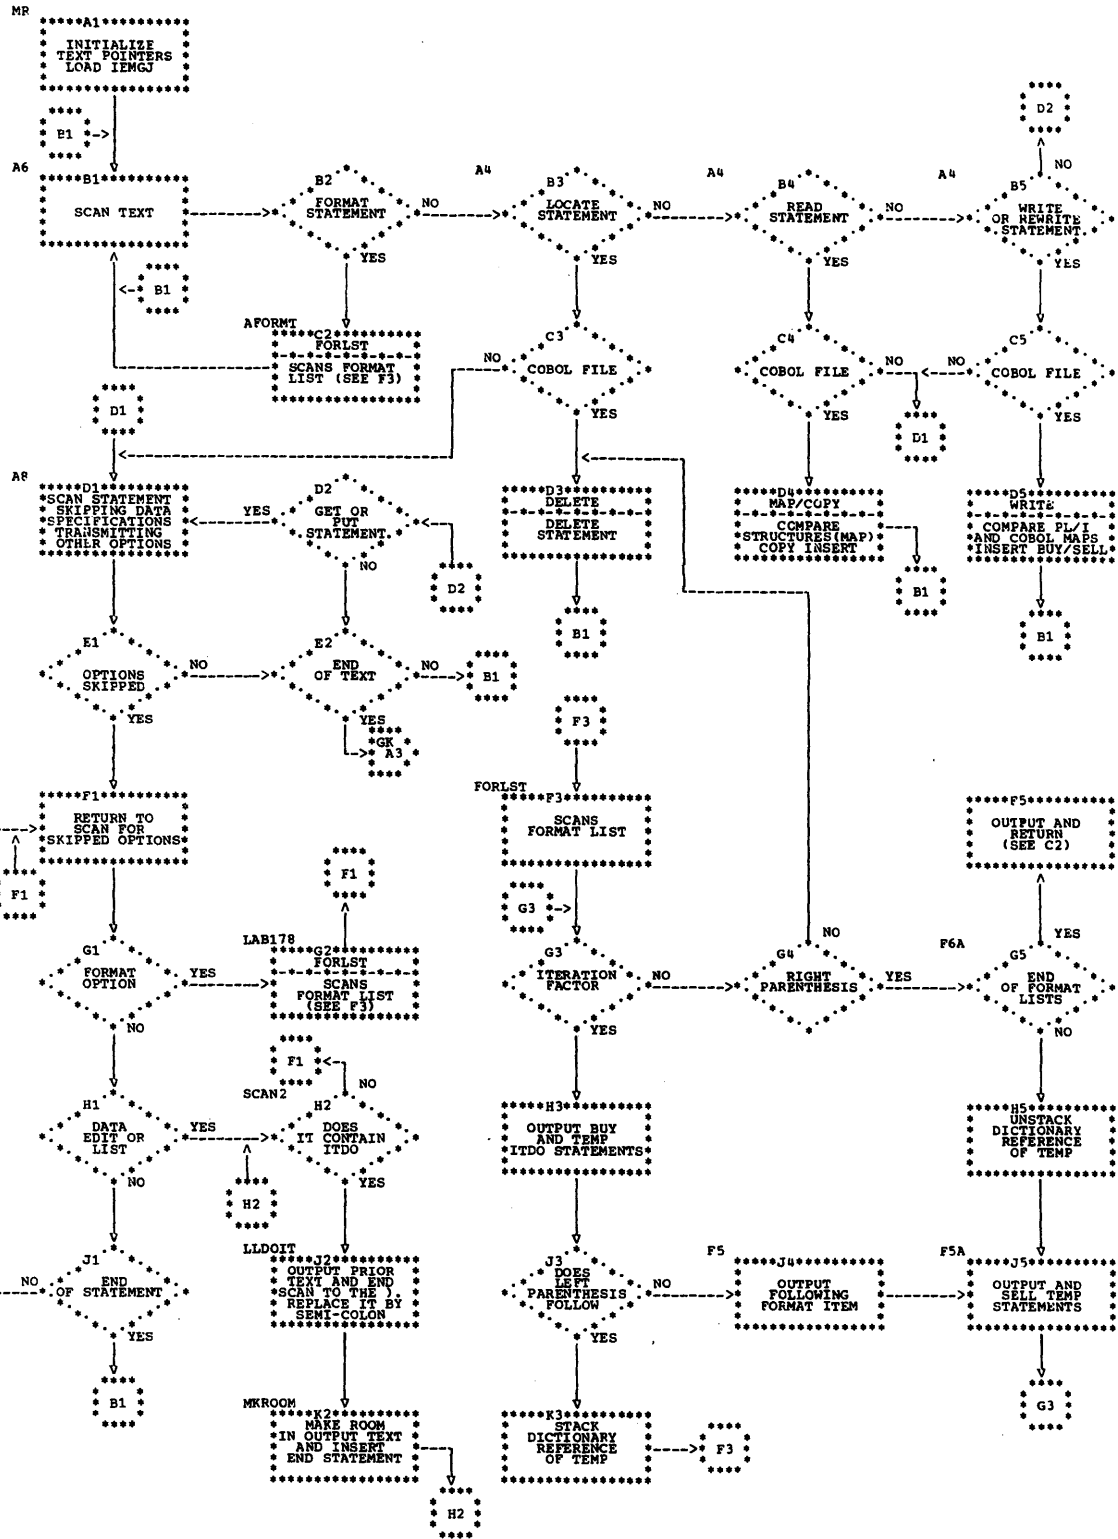 MR
A1
INITIALIZE
TEXT POINTERS
LOAD IEMGJ
B1
D2
A6
B1
SCAN TEXT
B2
FORMAT
STATEMENT
NO
YES
A4
B3
LOCATE
STATEMENT
NO
YES
A4
B4
READ
STATEMENT
NO
YES
A4
B5
WRITE
OR REWRITE
STATEMENT.
NO
YES
B1
AFORMT
C2
FORLST
SCANS FORMAT
LIST (SEE F3)
C3
COBOL FILE
NO
YES
C4
COBOL FILE
NO
YES
C5
COBOL FILE
NO
YES
D1
D1
A8
D1
SCAN STATEMENT
SKIPPING DATA
SPECIFICATIONS
TRANSMITTING
OTHER OPTIONS
D2
GET OR
PUT
STATEMENT.
YES
NO
D2
D3
DELETE
DELETE
STATEMENT
D4
MAP/COPY
COMPARE
STRUCTURES(MAP)
COPY INSERT
D5
WRITE
COMPARE PL/I
AND COBOL MAPS
INSERT BUY/SELL
B1
B1
B1
E1
OPTIONS
SKIPPED
NO
YES
E2
END
OF TEXT
NO
YES
B1
GK
A3
F3
F1
RETURN TO
SCAN FOR
SKIPPED OPTIONS
F1
F1
FORLST
F3
SCANS
FORMAT LIST
F5
OUTPUT AND
RETURN
(SEE C2)
G3
G1
FORMAT
OPTION
YES
NO
LAB178
G2
FORLST
SCANS
FORMAT LIST
(SEE F3)
G3
ITERATION
FACTOR
NO
YES
G4
RIGHT
PARENTHESIS
NO
YES
F6A
G5
END
OF FORMAT
LISTS
YES
NO
F1
H1
DATA
EDIT OR
LIST
YES
NO
SCAN2
H2
DOES
IT CONTAIN
ITDO
NO
YES
H2
H3
OUTPUT BUY
AND TEMP
ITDO STATEMENTS
H5
UNSTACK
DICTIONARY
REFERENCE
OF TEMP
J1
END
OF STATEMENT
NO
YES
LLDOIT
J2
OUTPUT PRIOR
TEXT AND END
SCAN TO THE ).
REPLACE IT BY
SEMI-COLON
J3
DOES
LEFT
PARENTHESIS
FOLLOW
NO
YES
F5
J4
OUTPUT
FOLLOWING
FORMAT ITEM
F5A
J5
OUTPUT AND
SELL TEMP
STATEMENTS
B1
MKROOM
K2
MAKE ROOM
IN OUTPUT TEXT
AND INSERT
END STATEMENT
H2
K3
STACK
DICTIONARY
REFERENCE
OF TEMP
F3
G3